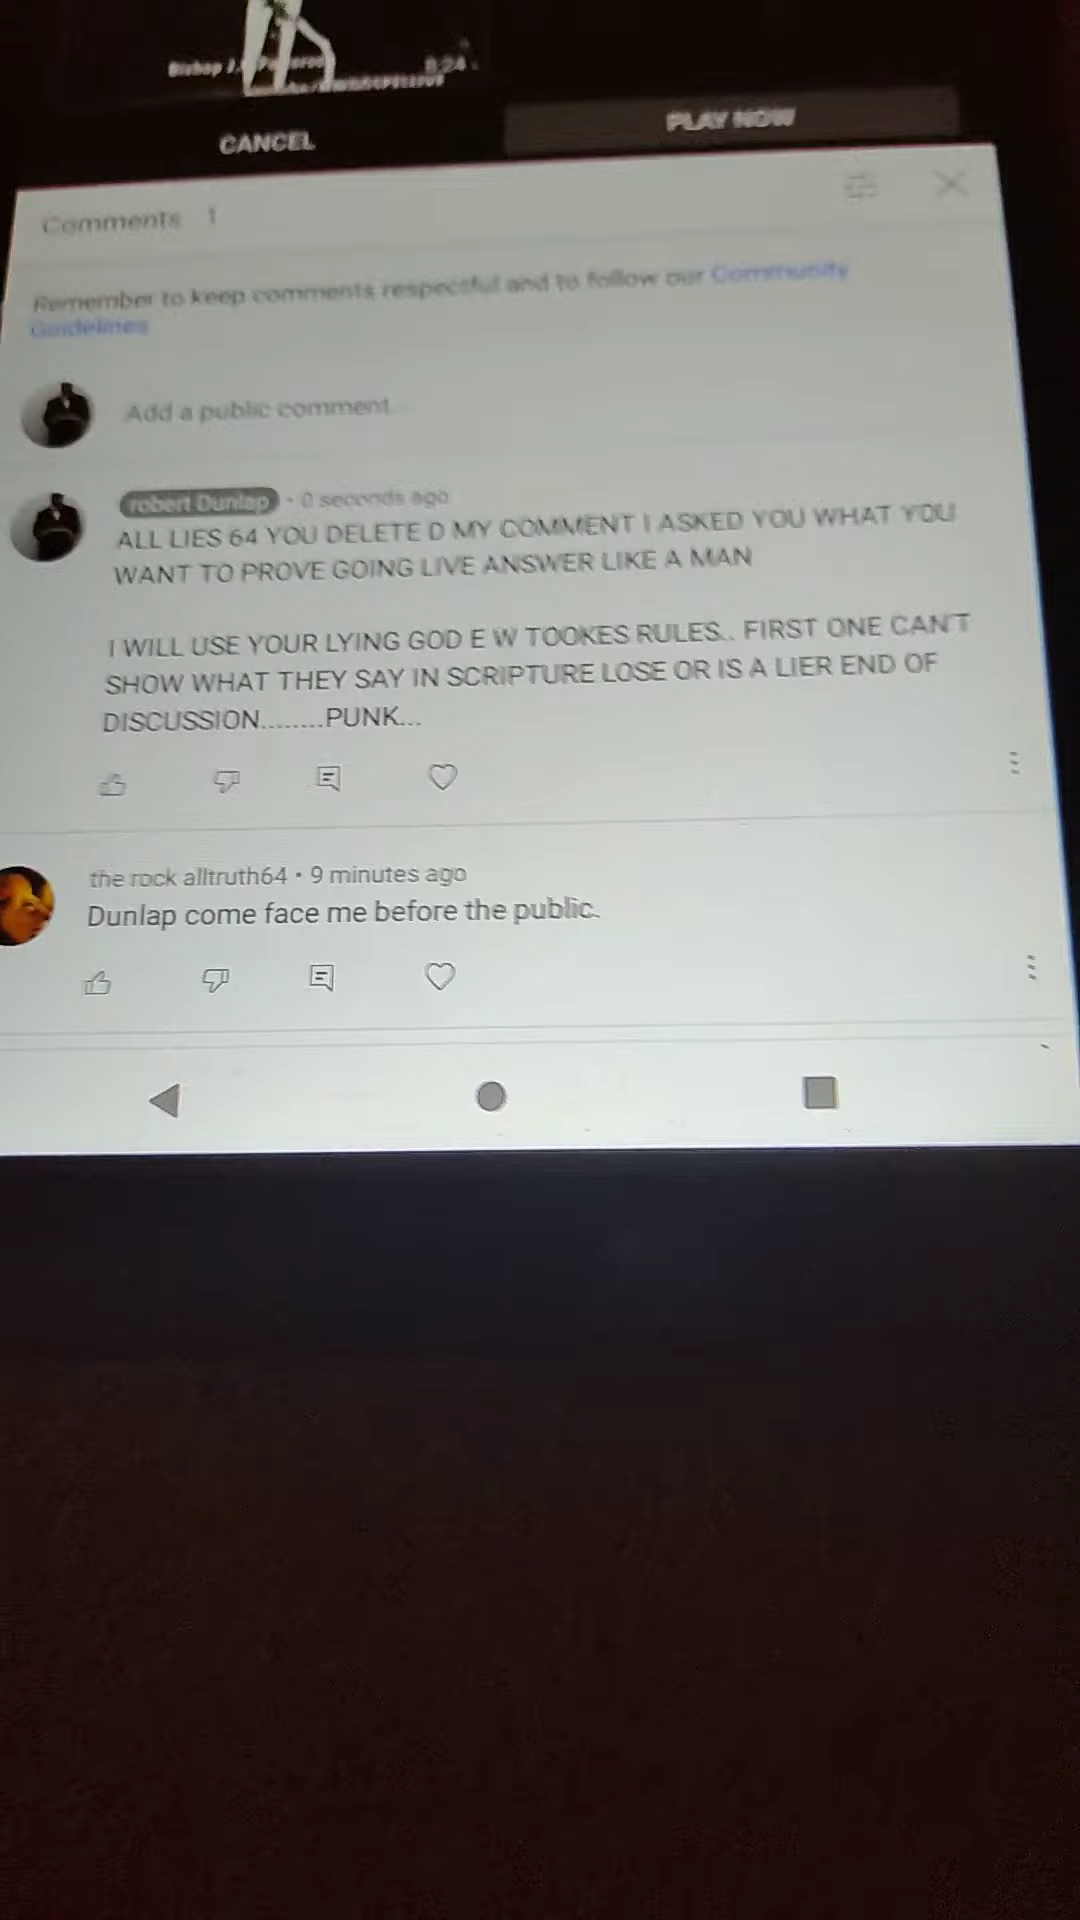 Bishop J.
8:24
CANCEL
PLAY NOW
Comments 1
Remember to keep comments respectful and to follow our Community
Guidelines
Add a public comment...
robert Dunlap • 0 seconds ago
ALL LIES 64 YOU DELETE D MY COMMENT I ASKED YOU WHAT YOU
WANT TO PROVE GOING LIVE ANSWER LIKE A MAN
I WILL USE YOUR LYING GOD E W TOOKES RULES.. FIRST ONE CAN'T
SHOW WHAT THEY SAY IN SCRIPTURE LOSE OR IS A LIER END OF
DISCUSSION........PUNK...
the rock alltruth64 • 9 minutes ago
Dunlap come face me before the public.